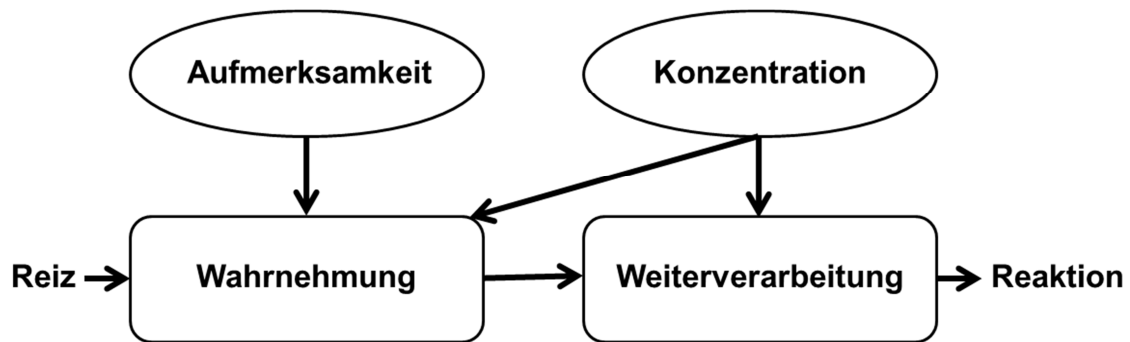 Aufmerksamkeit
Konzentration
Reiz
Wahrnehmung
Weiterverarbeitung
Reaktion